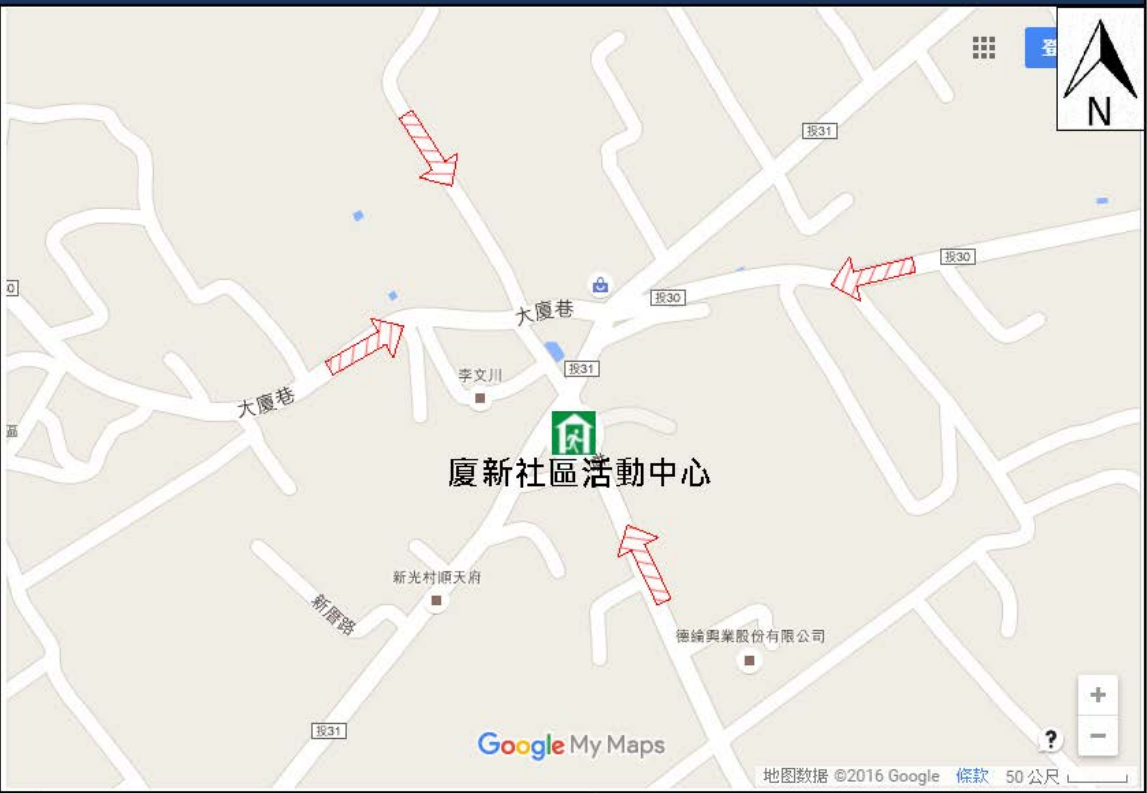 登
N
投31
投30
0
投30
大廈巷
投31
李文川
大廈巷
區
廈新社區活動中心
新光村順天府
新厝路
德綸興業股份有限公司
投31
+
Google My Maps
?
−
地图数据 ©2016 Google 條款 50 公尺